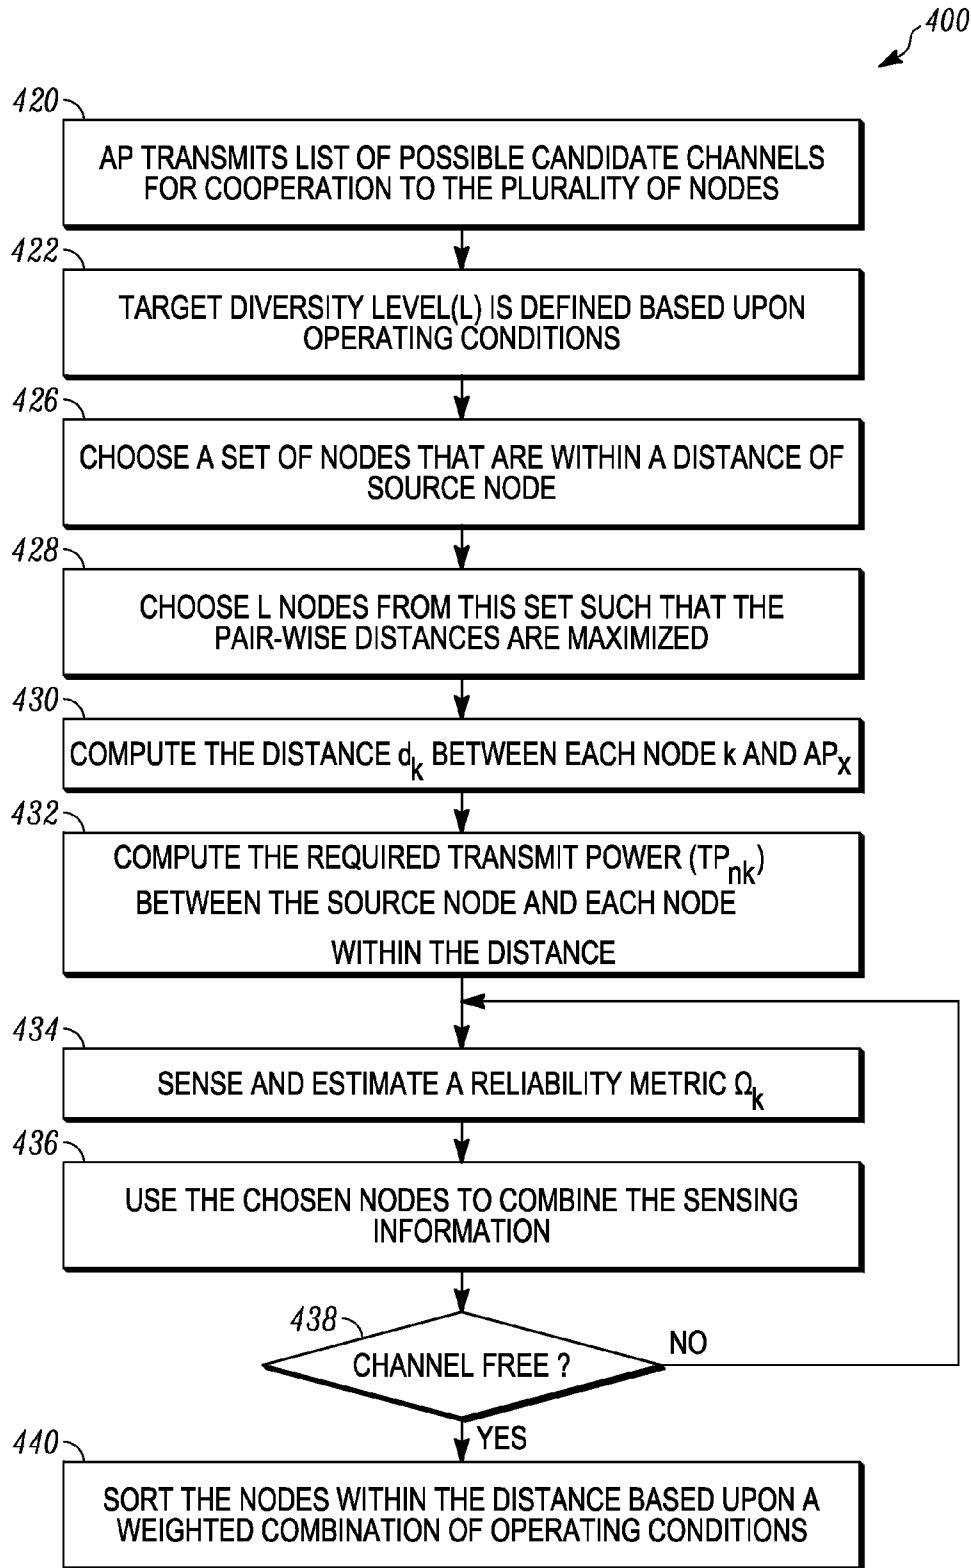 400
420
AP TRANSMITS LIST OF POSSIBLE CANDIDATE CHANNELS
FOR COOPERATION TO THE PLURALITY OF NODES
422
TARGET DIVERSITY LEVEL(L) IS DEFINED BASED UPON
OPERATING CONDITIONS
426
CHOOSE A SET OF NODES THAT ARE WITHIN A DISTANCE OF
SOURCE NODE
428
CHOOSE L NODES FROM THIS SET SUCH THAT THE
PAIR-WISE DISTANCES ARE MAXIMIZED
430
COMPUTE THE DISTANCE dk BETWEEN EACH NODE k AND APX
432
COMPUTE THE REQUIRED TRANSMIT POWER (TPnk)
BETWEEN THE SOURCE NODE AND EACH NODE
WITHIN THE DISTANCE
434
SENSE AND ESTIMATE A RELIABILITY METRIC Ωk
436
USE THE CHOSEN NODES TO COMBINE THE SENSING
INFORMATION
438
CHANNEL FREE ?
NO
YES
440
SORT THE NODES WITHIN THE DISTANCE BASED UPON A
WEIGHTED COMBINATION OF OPERATING CONDITIONS